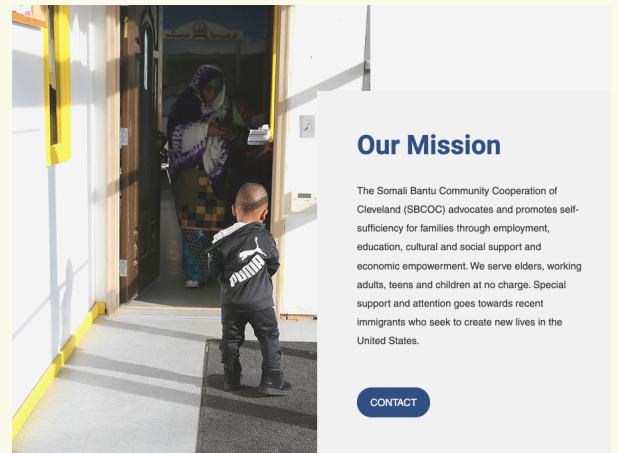 Our Mission
The Somali Bantu Community Cooperation of
Cleveland (SBCOC) advocates and promotes self-
sufficiency for families through employment,
education, cultural and social support and
economic empowerment. We serve elders, working
adults, teens and children at no charge. Special
support and attention goes towards recent
immigrants who seek to create new lives in the
United States.
PUMA
CONTACT